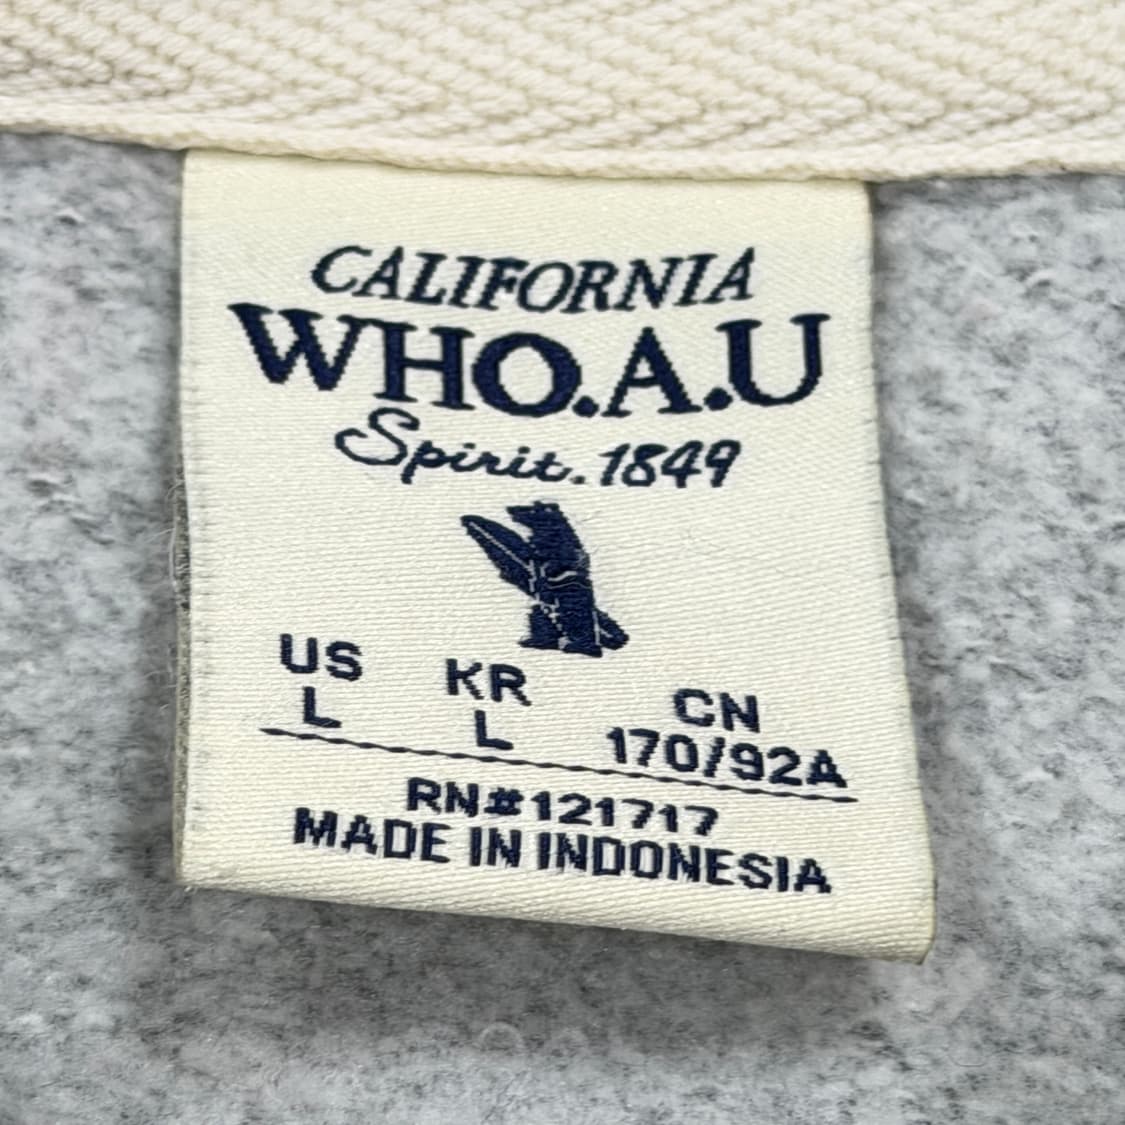 CALIFORNIA
WHO.A.U
Spirit.1849
US KR CN
L L 170/92A
RN#121717
MADE IN INDONESIA